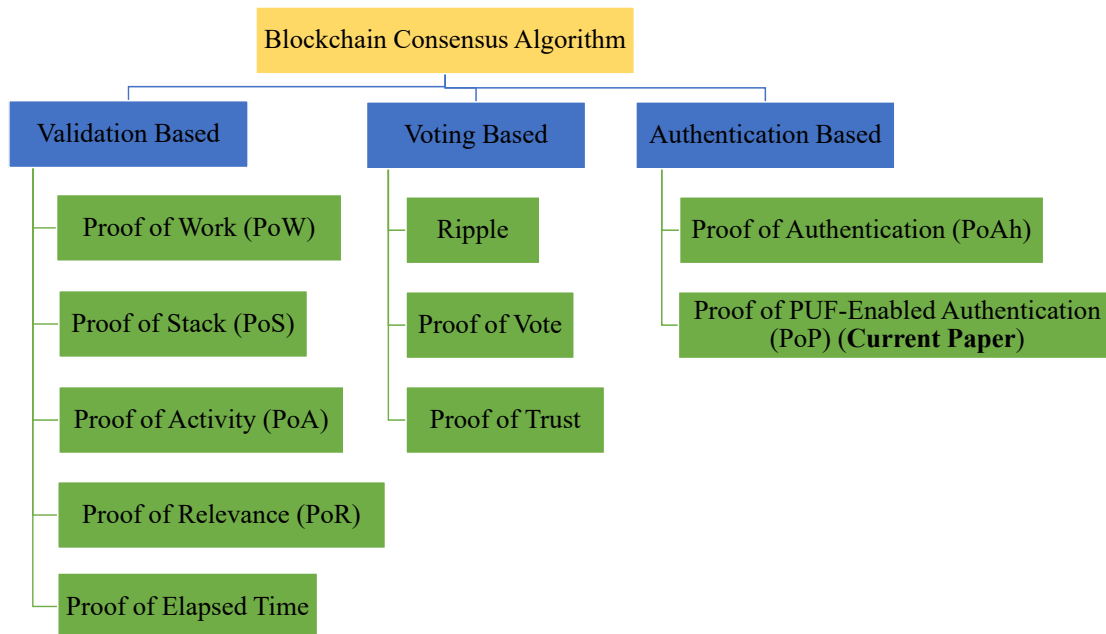 Blockchain Consensus Algorithm
Validation Based
Voting Based
Authentication Based
Proof of Work (PoW)
Proof of Stack (PoS)
Proof of Activity (PoA)
Proof of Relevance (PoR)
Proof of Elapsed Time
Ripple
Proof of Vote
Proof of Trust
Proof of Authentication (PoAh)
Proof of PUF-Enabled Authentication
(PoP) (Current Paper)